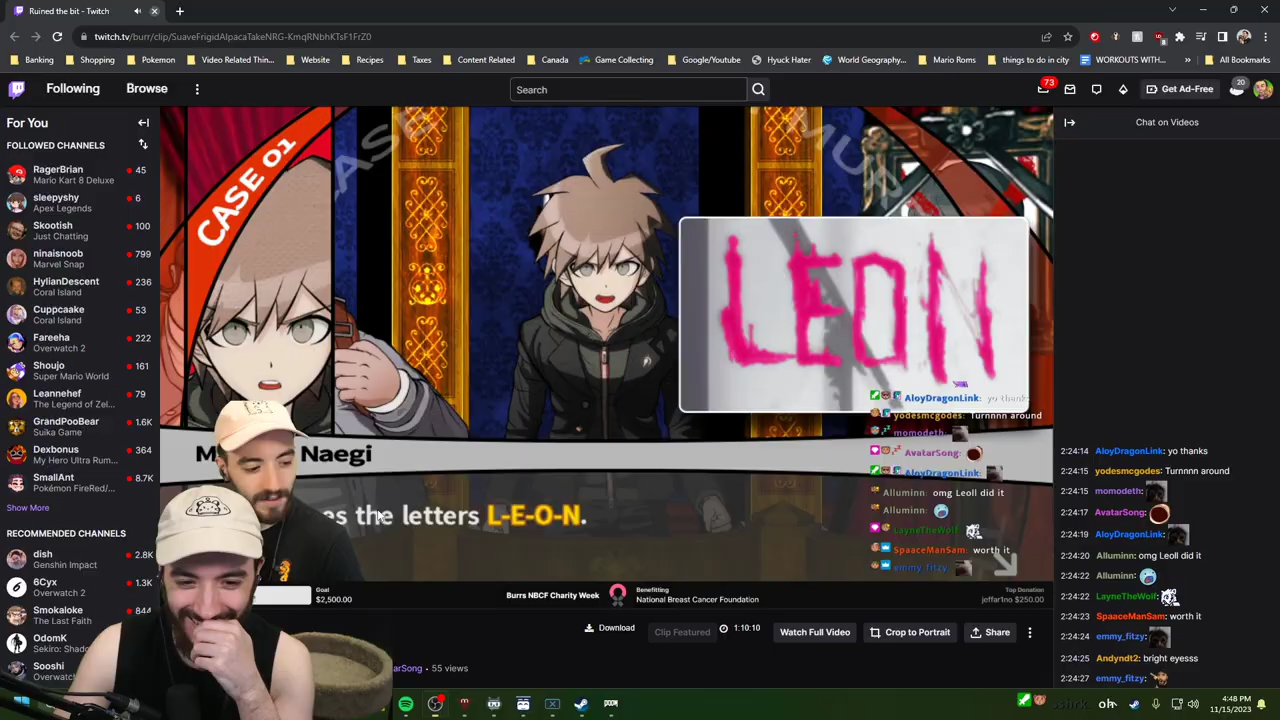 Ruined the bit - Twitch
twitch.tv/burr/clip/SuaveFrigidAlpacaTakeNRG-KmqRNbhKTsF1FrZ0
Banking
Shopping
Pokemon
Video Related Thin...
Website
Recipes
Taxes
Content Related
Canada
Game Collecting
Google/Youtube
Hyuck Hater
World Geography...
Mario Roms
things to do in city
WORKOUTS WITH...
Following
Browse
Search
73
Get Ad-Free
20
For You
FOLLOWED CHANNELS
RagerBrian
45
Mario Kart 8 Deluxe
sleepyshy
6
Apex Legends
Skootish
100
Just Chatting
ninaisnoob
799
Marvel Snap
HylianDescent
236
Coral Island
Cuppcaake
53
Coral Island
Fareeha
222
Overwatch 2
Shoujo
161
Super Mario World
Leannehef
79
The Legend of Zel...
GrandPooBear
1.6K
Suika Game
Dexbonus
364
My Hero Ultra Rum...
SmallAnt
8.7K
Pokémon FireRed/...
Show More
RECOMMENDED CHANNELS
dish
2.8K
Genshin Impact
6Cyx
1.3K
Overwatch 2
Smokaloke
844
The Last Faith
OdomK
Sekiro: Shado
Sooshi
CASE 01
LEON
Naegi
es the letters L-E-O-N.
AloyDragonLink: yo thank
yodesmcgodes: Turnnnn around
momodeth:
AvatarSong:
AloyDragonLink:
Alluminn: omg Leoll did it
Alluminn:
LayneTheWolf:
SpaaceManSam: worth it
emmy_fitzy:
Goal
$2,500.00
Burrs NBCF Charity Week
Benefitting
National Breast Cancer Foundation
Top Donation
jeffar1no $250.00
Download
Clip Featured
1:10:10
Watch Full Video
Crop to Portrait
Share
arSong - 55 views
Chat on Videos
2:24:14 AloyDragonLink: yo thanks
2:24:15 yodesmcgodes: Turnnnn around
2:24:15 momodeth:
2:24:17 AvatarSong:
2:24:19 AloyDragonLink:
2:24:20 Alluminn: omg Leoll did it
2:24:22 Alluminn:
2:24:22 LayneTheWolf:
2:24:23 SpaaceManSam: worth it
2:24:24 emmy_fitzy:
2:24:25 Andyndt2: bright eyesss
2:24:27 emmy_fitzy:
4:48 PM
11/15/2023